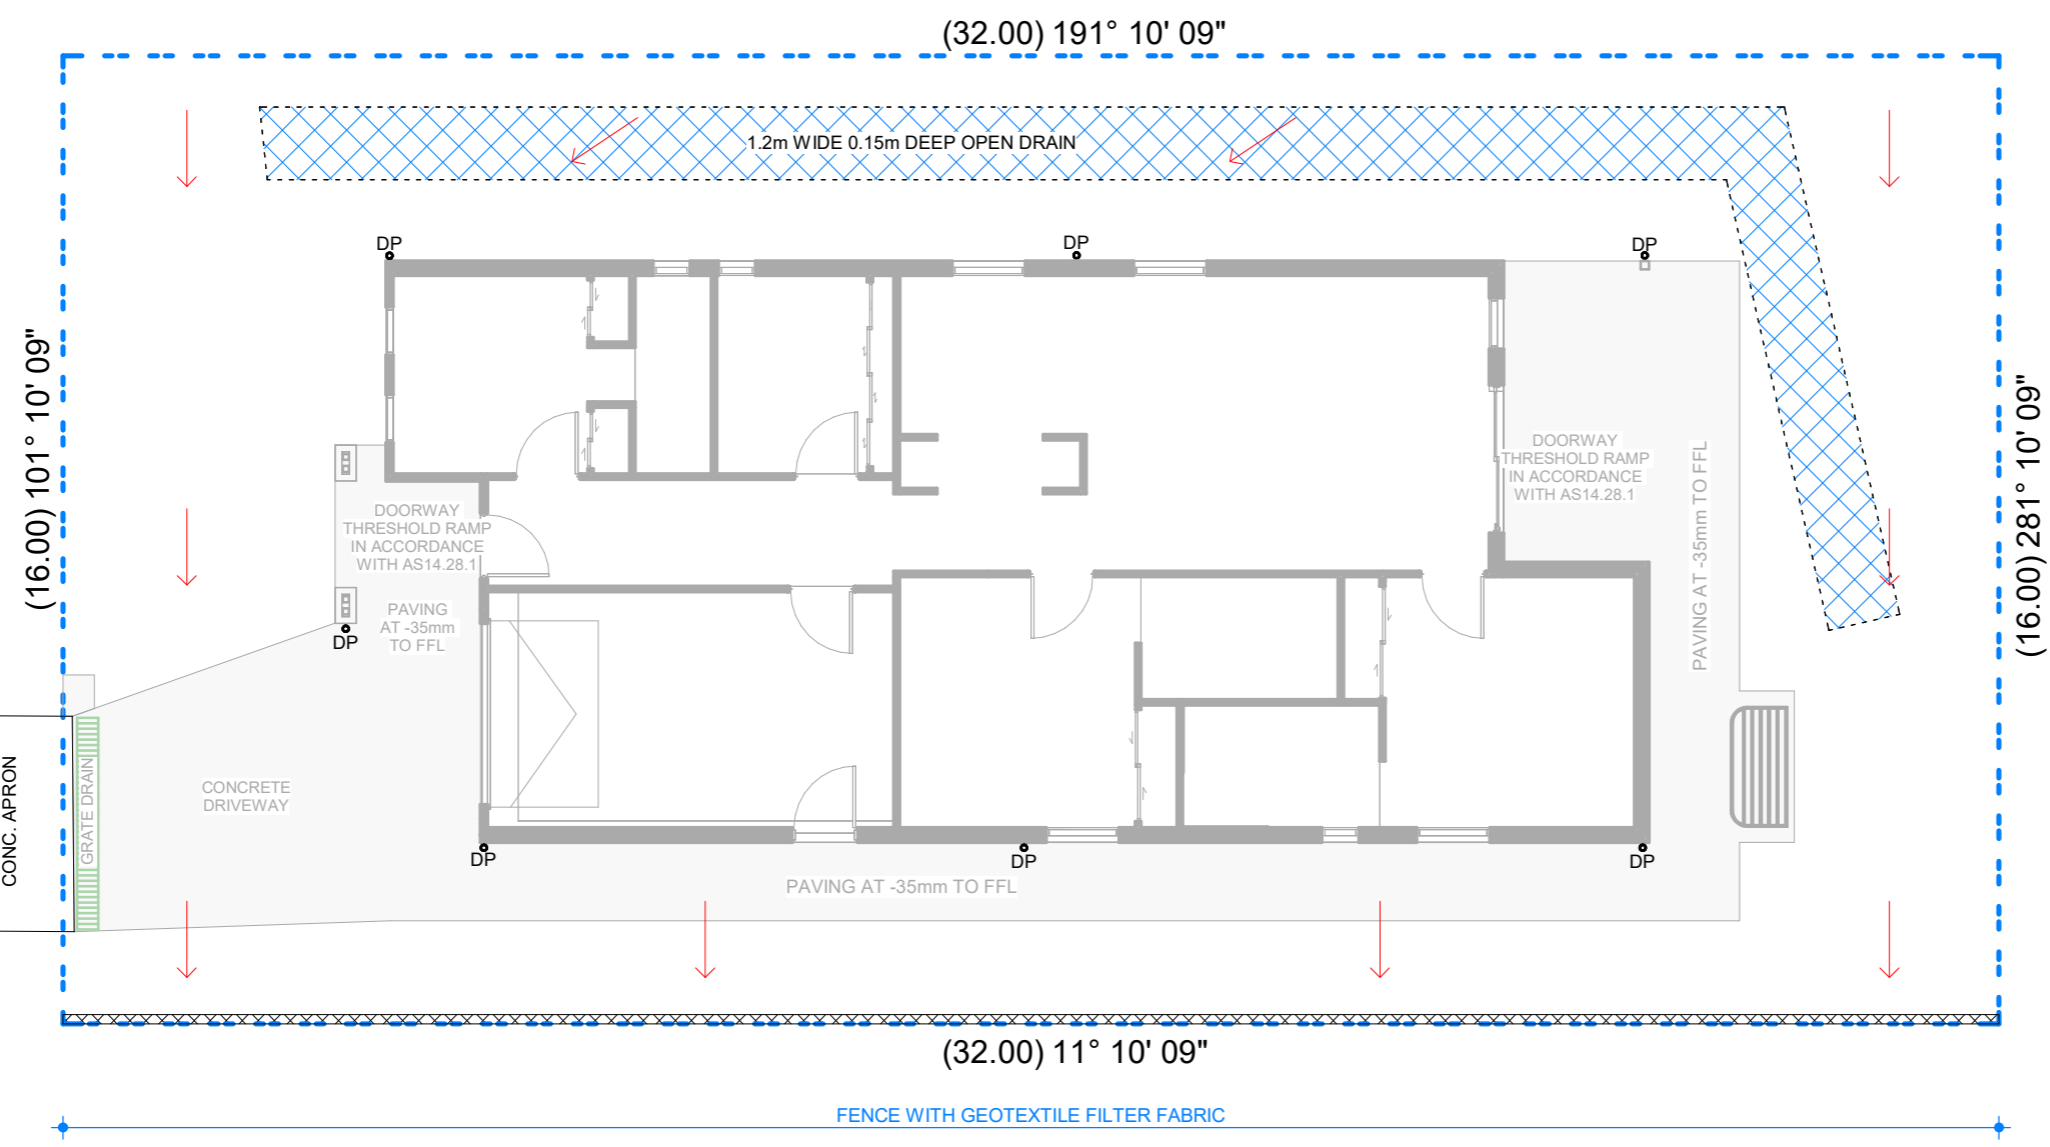 (32.00) 191° 10' 09"
1.2m WIDE 0.15m DEEP OPEN DRAIN
DP
DP
DP
(16.00) 101° 10' 09"
(16.00) 281° 10' 09"
DOORWAY
THRESHOLD RAMP
IN ACCORDANCE
WITH AS14.28.1
PAVING AT -35mm TO FFL
DOORWAY
THRESHOLD RAMP
IN ACCORDANCE
WITH AS14.28.1
PAVING
AT -35mm
TO FFL
DP
CONC. APRON
GRATE DRAIN
CONCRETE
DRIVEWAY
DP
DP
DP
PAVING AT -35mm TO FFL
(32.00) 11° 10' 09"
FENCE WITH GEOTEXTILE FILTER FABRIC